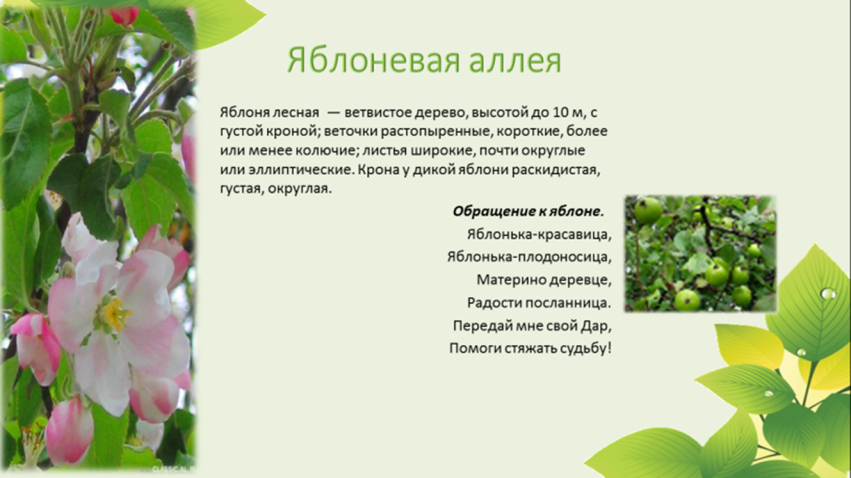 Яблоневая аллея
Яблоня лесная — ветвистое дерево, высотой до 10 м, с
густой кроной; веточки растопыренные, короткие, более
или менее колючие; листья широкие, почти округлые
или эллиптические. Крона у дикой яблони раскидистая,
густая, округлая.
Обращение к яблоне.
Яблонька-красавица,
Яблонька-плодоносица,
Материно деревце,
Радости посланница.
Передай мне свой Дар,
Помоги стяжать судьбу!